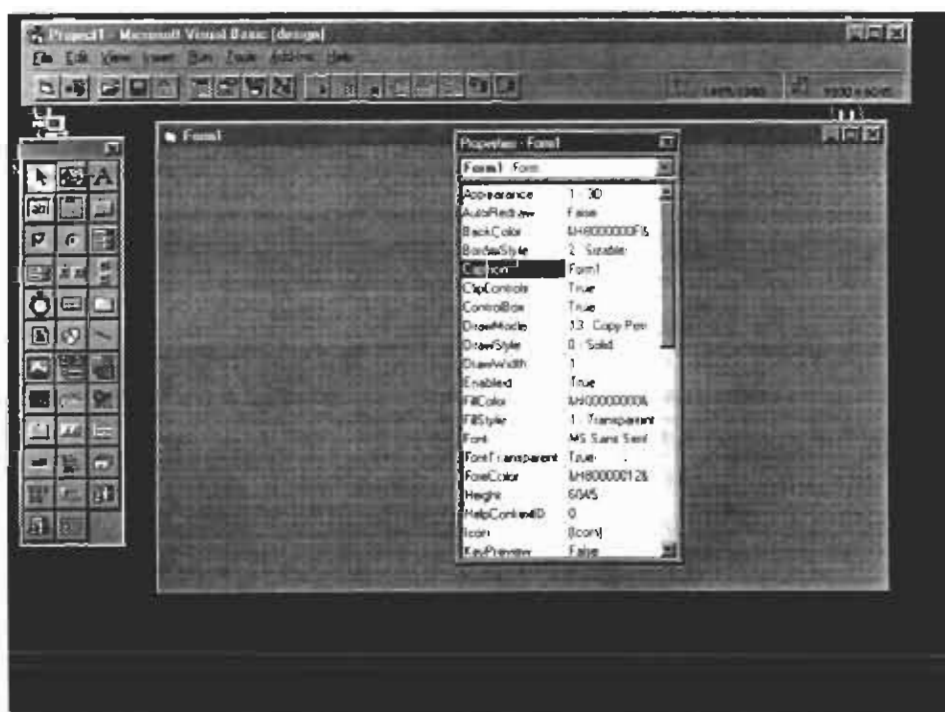 Project1 - Microsoft Visual Basic [design]
File Edit View Insert Run Tools Add-Ins Help
Form1
Properties - Form1
Form1 Form
Appearance 1 - 3D
AutoRedraw False
BackColor &H8000000F&
BorderStyle 2 - Sizable
Caption Form1
ClipControls True
ControlBox True
DrawMode 13 - Copy Pen
DrawStyle 0 - Solid
DrawWidth 1
Enabled True
FillColor &H00000000&
FillStyle 1 - Transparent
Font MS Sans Serif
FontTransparent True
ForeColor &H80000012&
Height 6045
HelpContextID 0
Icon (Icon)
KeyPreview False